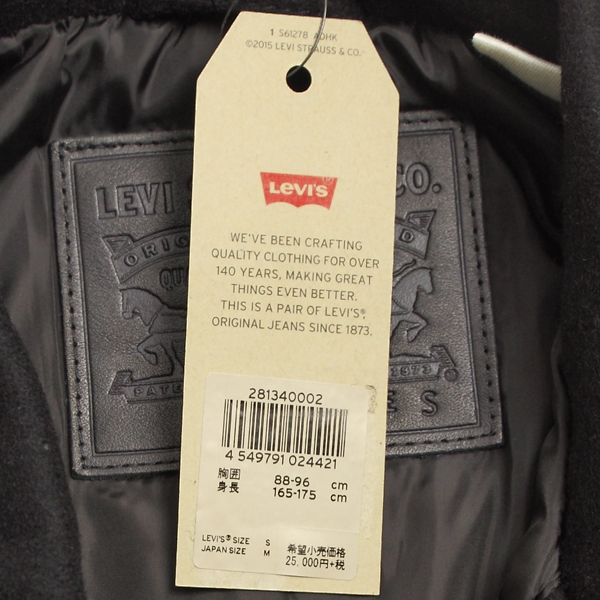 1 S61278 AOHK
©2015 LEVI STRAUSS & CO.
LEVI'S
WE'VE BEEN CRAFTING
QUALITY CLOTHING FOR OVER
140 YEARS, MAKING GREAT
THINGS EVEN BETTER.
THIS IS A PAIR OF LEVI'S®,
ORIGINAL JEANS SINCE 1873.
281340002
4 549791 024421
胸囲 88-96 cm
身長 165-175 cm
LEVI'S® SIZE S
JAPAN SIZE M
希望小売価格
25,000円+税
LEVI CO.